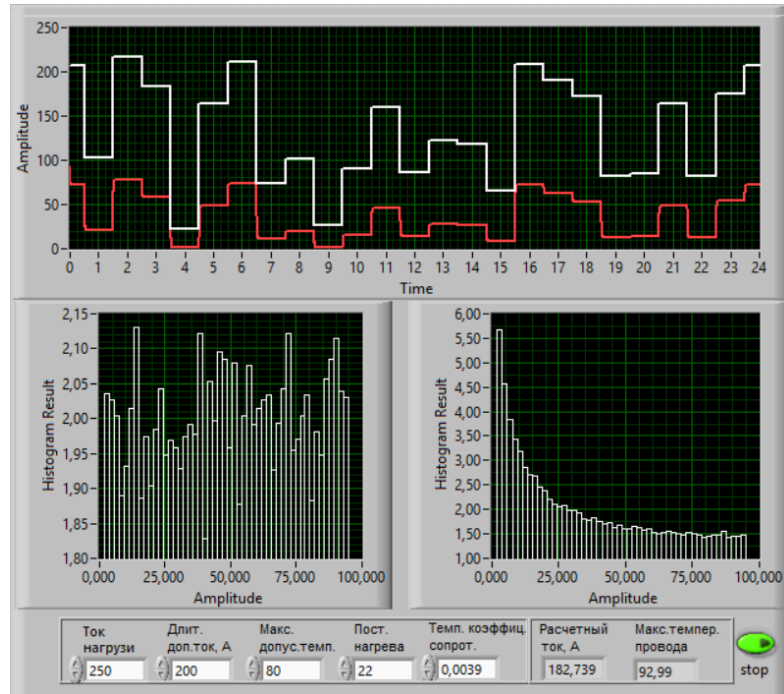 250
200
150
100
50
0
Amplitude
0 1 2 3 4 5 6 7 8 9 10 11 12 13 14 15 16 17 18 19 20 21 22 23 24
Time
2,15
2,10
2,05
2,00
1,95
1,90
1,85
1,80
Histogram Result
0,000 25,000 50,000 75,000 100,000
Amplitude
6,00
5,50
5,00
4,50
4,00
3,50
3,00
2,50
2,00
1,50
1,00
Histogram Result
0,000 25,000 50,000 75,000 100,000
Amplitude
Ток
нагрузи
250
Длит.
доп.ток, А
200
Макс.
допус.темп.
80
Пост.
нагрева
22
Темп. коэффиц.
сопрот.
0,0039
Расчетный
ток, А
182,739
Макс.темпер.
провода
92,99
stop